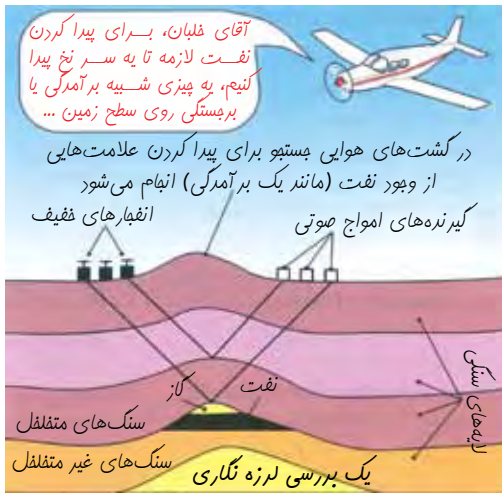 آقای خلبان، برای پیدا کردن
نفت لازمه تا یه سر نخ پیدا
کنیم، یه چیزی شبیه برآمدگی یا
برجستگی روی سطح زمین ...
در گشت‌های هوایی جستجو برای پیدا کردن علامت‌هایی
از وجود نفت (مانند یک برآمدگی) انجام می‌شود
انفجارهای خفیف
گیرنده‌های امواج صوتی
لایه‌های سنگی
گاز
نفت
سنگ‌های متخلخل
سنگ‌های غیر متخلخل
یک بررسی لرزه نگاری